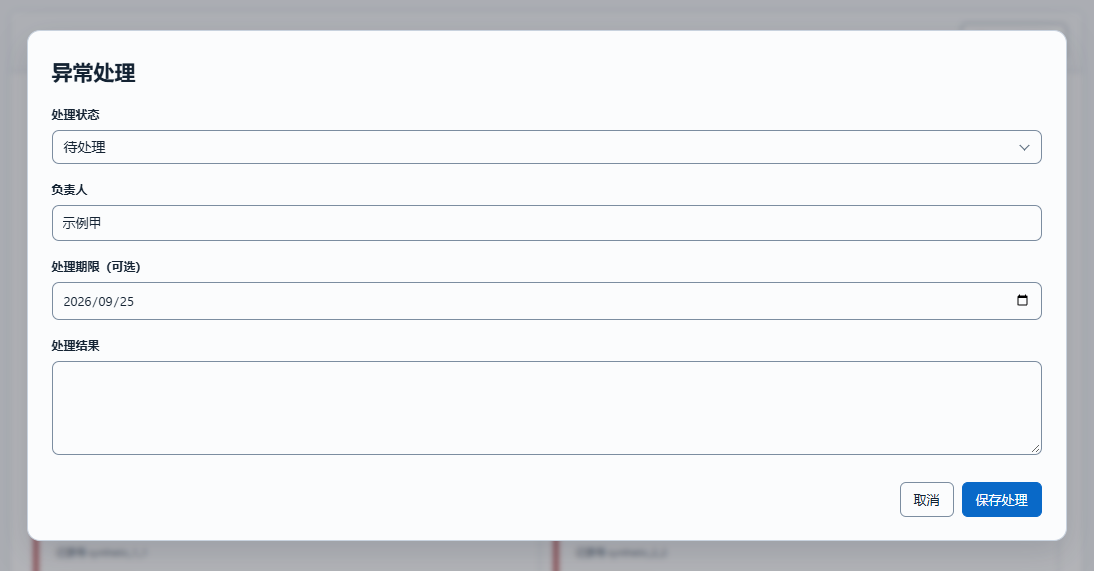 异常处理
处理状态
待处理
负责人
示例甲
处理期限（可选）
2026/09/25
处理结果
取消
保存处理